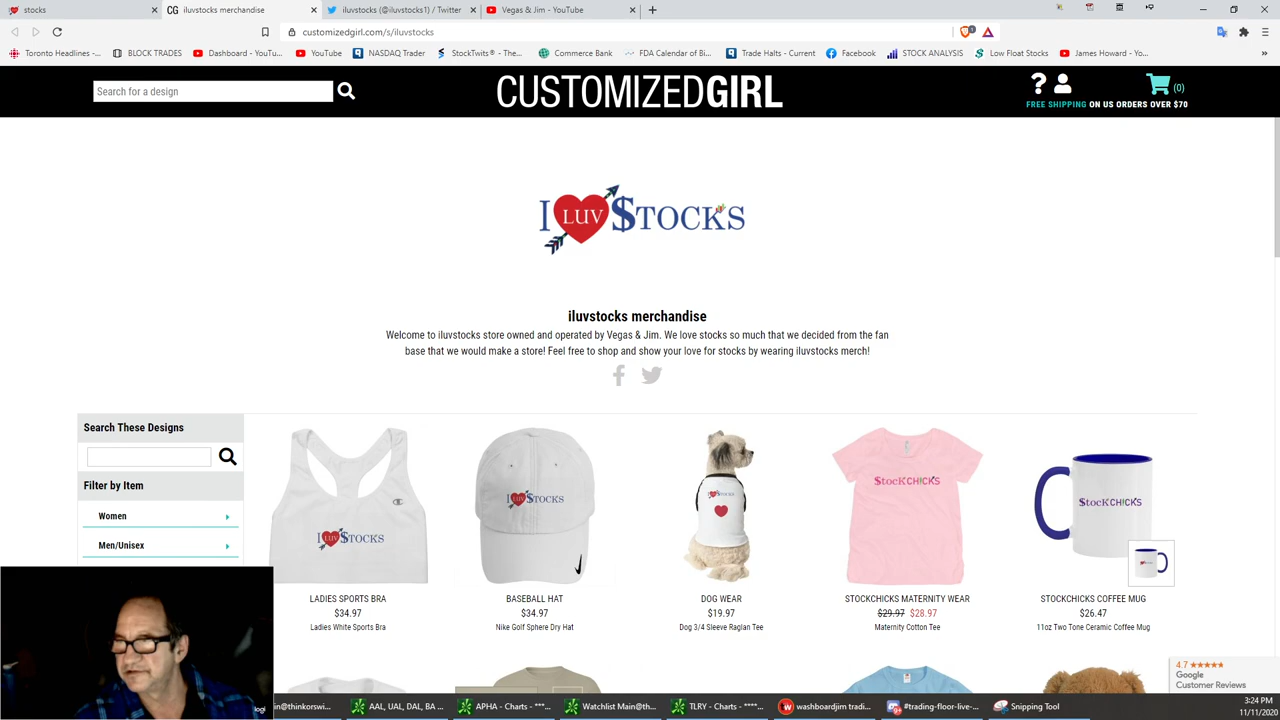 stocks
CG iluvstocks merchandise
iluvstocks (@iluvstocks1) / Twitter
Vegas & Jim - YouTube
customizedgirl.com/s/iluvstocks
Toronto Headlines -...
BLOCK TRADES
Dashboard - YouTu...
YouTube
NASDAQ Trader
StockTwits® - The...
Commerce Bank
FDA Calendar of Bi...
Trade Halts - Current
Facebook
STOCK ANALYSIS
Low Float Stocks
James Howard - Yo...
Search for a design
CUSTOMIZEDGIRL
(0)
FREE SHIPPING ON US ORDERS OVER $70
I LUV $TOCKS
iluvstocks merchandise
Welcome to iluvstocks store owned and operated by Vegas & Jim. We love stocks so much that we decided from the fan
base that we would make a store! Feel free to shop and show your love for stocks by wearing iluvstocks merch!
Search These Designs
Filter by Item
Women
Men/Unisex
I LUV $TOCKS
I LUV $TOCKS
$tocKCHICKS
$tocKCHICKS
LADIES SPORTS BRA
$34.97
Ladies White Sports Bra
BASEBALL HAT
$34.97
Nike Golf Sphere Dry Hat
DOG WEAR
$19.97
Dog 3/4 Sleeve Raglan Tee
STOCKCHICKS MATERNITY WEAR
$29.97 $28.97
Maternity Cotton Tee
STOCKCHICKS COFFEE MUG
$26.47
11oz Two Tone Ceramic Coffee Mug
4.7
Google
Customer Reviews
logi
in@thinkorswi...
AAL, UAL, DAL, BA ...
APHA - Charts - ***...
Watchlist Main@th...
TLRY - Charts - ****...
washboardjim tradi...
#trading-floor-live-...
Snipping Tool
3:24 PM
11/11/2020